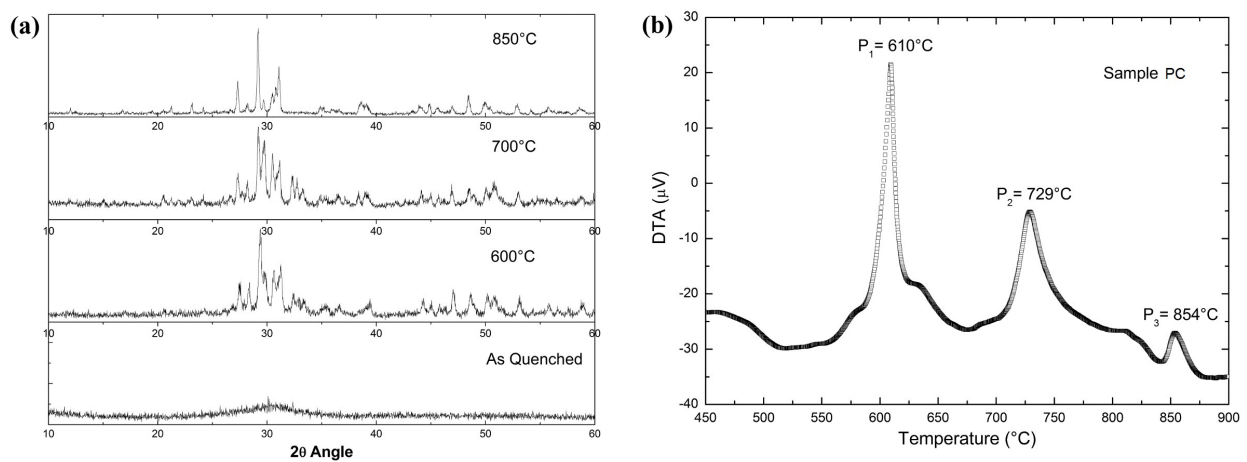 (a)
850°C
10 20 30 40 50 60
700°C
10 20 30 40 50 60
600°C
10 20 30 40 50 60
As Quenched
10 20 30 40 50 60
2θ Angle
(b)
30
20
10
0
-10
-20
-30
-40
DTA (µV)
P1= 610°C
Sample PC
P2= 729°C
P3= 854°C
450 500 550 600 650 700 750 800 850 900
Temperature (°C)